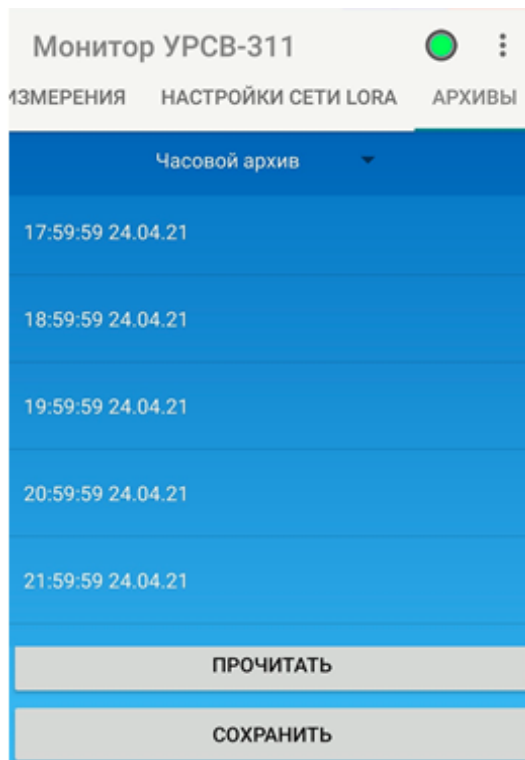 Монитор УРСВ-311
ИЗМЕРЕНИЯ НАСТРОЙКИ СЕТИ LORA АРХИВЫ
Часовой архив
17:59:59 24.04.21
18:59:59 24.04.21
19:59:59 24.04.21
20:59:59 24.04.21
21:59:59 24.04.21
ПРОЧИТАТЬ
СОХРАНИТЬ